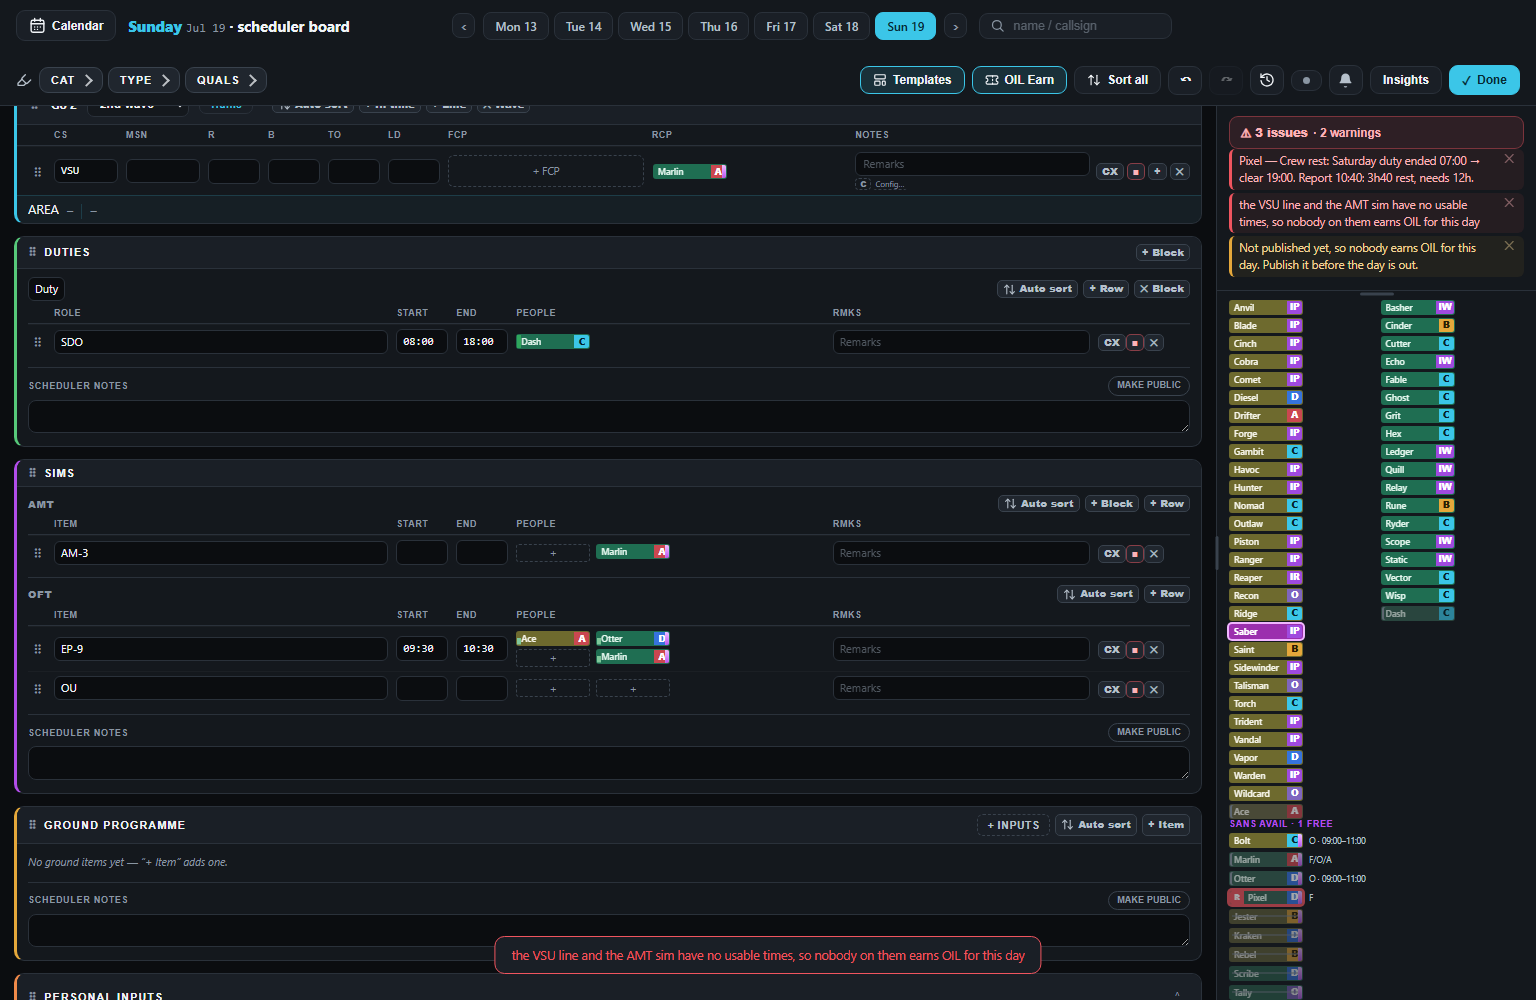 Calendar
Sunday Jul 19 · scheduler board
Mon 13
Tue 14
Wed 15
Thu 16
Fri 17
Sat 18
Sun 19
name / callsign
CAT
TYPE
QUALS
Templates
OIL Earn
Sort all
Insights
✓ Done
CS MSN R B TO LD FCP RCP NOTES
VSU
+ FCP
Marlin A
Remarks
CX
C Config...
AREA – –
DUTIES
+ Block
Duty
Auto sort
+ Row
✕ Block
ROLE START END PEOPLE RMKS
SDO 08:00 18:00 Dash C Remarks CX
SCHEDULER NOTES
MAKE PUBLIC
SIMS
AMT
Auto sort
+ Block
+ Row
ITEM START END PEOPLE RMKS
AM-3 + Marlin A Remarks CX
OFT
Auto sort
+ Row
ITEM START END PEOPLE RMKS
EP-9 09:30 10:30 Ace A Otter D Remarks CX
+ Marlin A
OU + + Remarks CX
SCHEDULER NOTES
MAKE PUBLIC
GROUND PROGRAMME
+ INPUTS
Auto sort
+ Item
No ground items yet — "+ Item" adds one.
SCHEDULER NOTES
MAKE PUBLIC
the VSU line and the AMT sim have no usable times, so nobody on them earns OIL for this day
PERSONAL INPUTS
⚠ 3 issues · 2 warnings
Pixel — Crew rest: Saturday duty ended 07:00 →
clear 19:00. Report 10:40: 3h40 rest, needs 12h.
the VSU line and the AMT sim have no usable
times, so nobody on them earns OIL for this day
Not published yet, so nobody earns OIL for this
day. Publish it before the day is out.
Anvil IP
Blade IP
Cinch IP
Cobra IP
Comet IP
Diesel D
Drifter A
Forge IP
Gambit C
Havoc IP
Hunter IP
Nomad C
Outlaw C
Piston IP
Ranger IP
Reaper IR
Recon O
Ridge C
Saber IP
Saint B
Sidewinder IP
Talisman O
Torch C
Trident IP
Vandal IP
Vapor D
Warden IP
Wildcard O
Ace A
Basher IW
Cinder B
Cutter C
Echo IW
Fable C
Ghost C
Grit C
Hex C
Ledger IW
Quill IW
Relay IW
Rune B
Ryder C
Scope IW
Static IW
Vector C
Wisp C
Dash C
SANS AVAIL · 1 FREE
Bolt C O · 09:00–11:00
Marlin A F/O/A
Otter D O · 09:00–11:00
R Pixel D F
Jester B
Kraken D
Rebel B
Scribe D
Tally